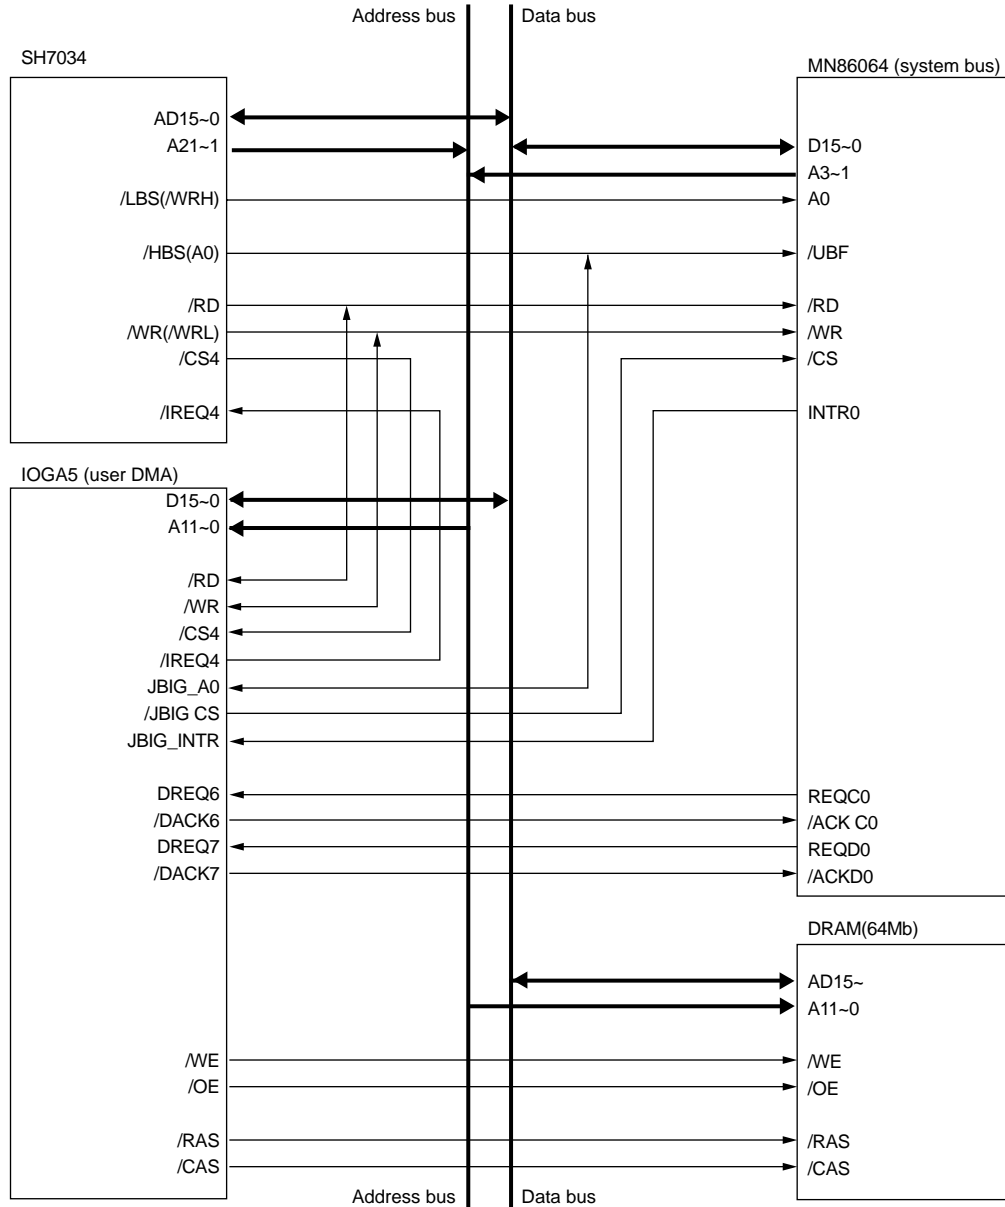 Address bus
Data bus
SH7034
MN86064 (system bus)
AD15~0
A21~1
/LBS(/WRH)
/HBS(A0)
/RD
/WR(/WRL)
/CS4
/IREQ4
D15~0
A3~1
A0
/UBF
/RD
/WR
/CS
INTR0
IOGA5 (user DMA)
D15~0
A11~0
/RD
/WR
/CS4
/IREQ4
JBIG_A0
/JBIG CS
JBIG_INTR
DREQ6
/DACK6
DREQ7
/DACK7
REQC0
/ACK C0
REQD0
/ACKD0
DRAM(64Mb)
AD15~
A11~0
/WE
/OE
/RAS
/CAS
/WE
/OE
/RAS
/CAS
Address bus
Data bus